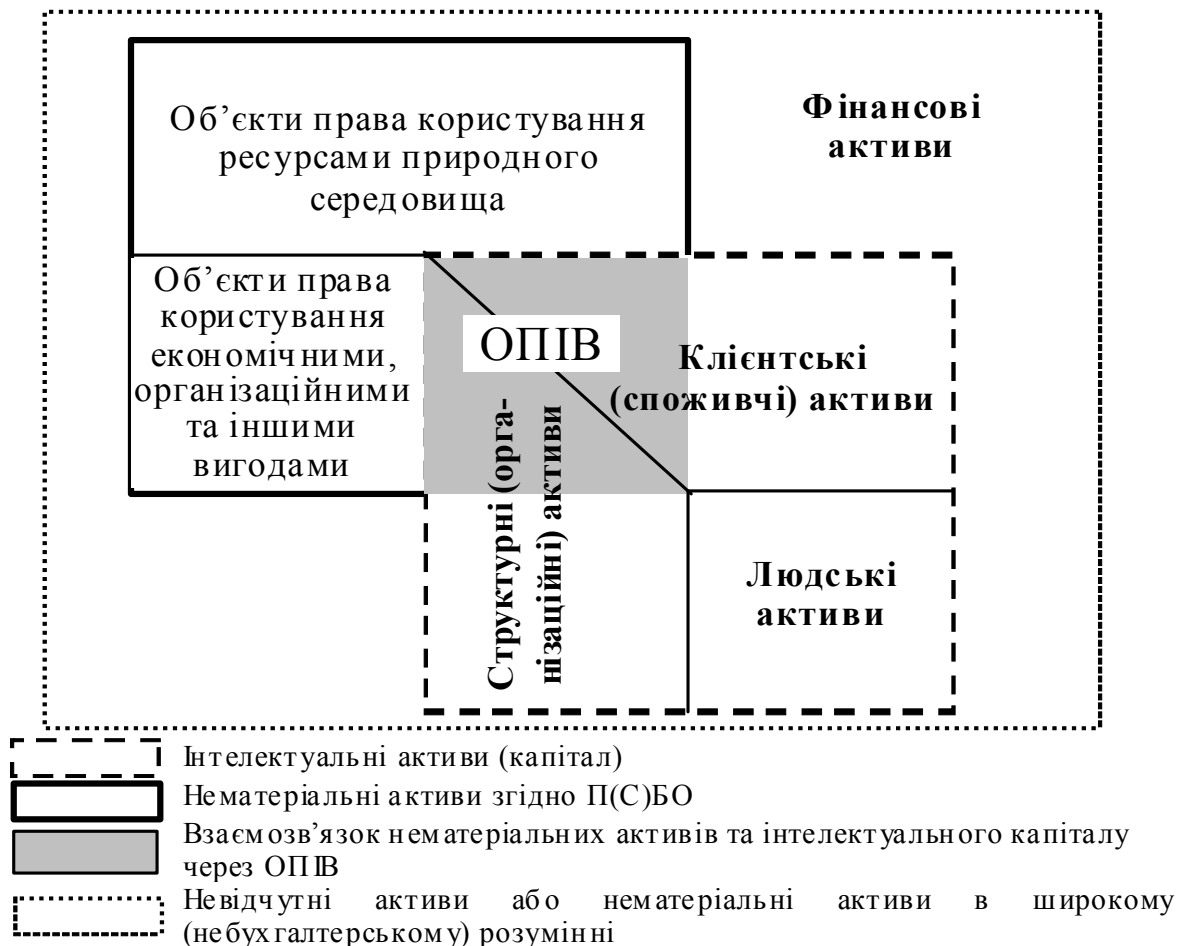 Об’єкти права користування
ресурсами природного
середовища
Фінансові
активи
Об’єкти права
користування
економічними,
організаційними
та іншими
вигодами
ОПІВ
Клієнтські
(споживчі) активи
Структурні (орга-
нізаційні) активи
Людські
активи
Інтелектуальні активи (капітал)
Нематеріальні активи згідно П(С)БО
Взаємозв’язок нематеріальних активів та інтелектуального капіталу
через ОПІВ
Невідчутні активи або нематеріальні активи в широкому
(небухгалтерському) розумінні